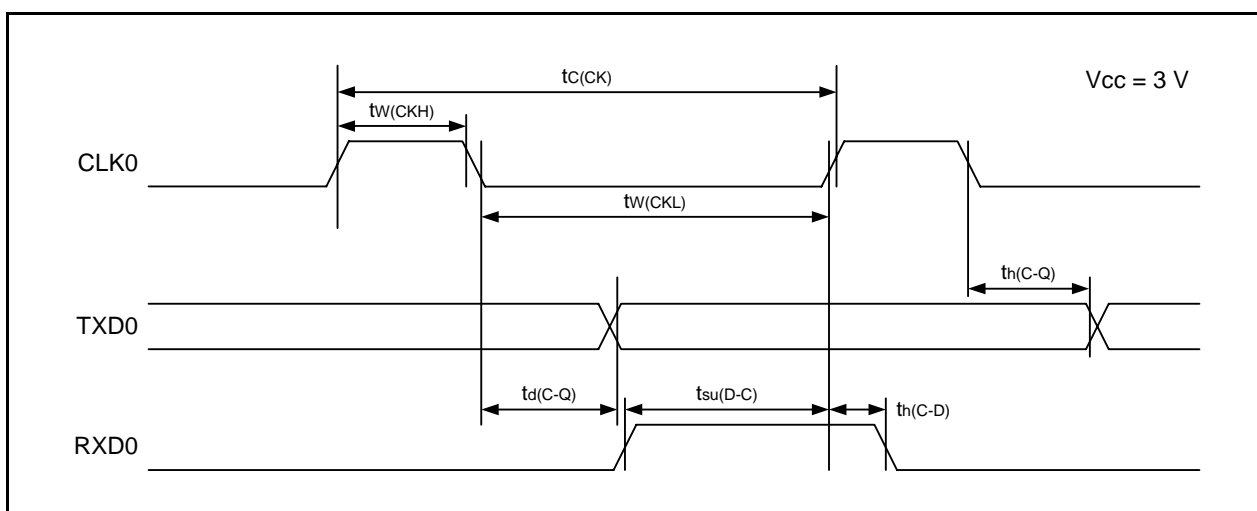 tC(CK)
Vcc = 3 V
tW(CKH)
CLK0
tW(CKL)
th(C-Q)
TXD0
td(C-Q)
tsu(D-C)
th(C-D)
RXD0